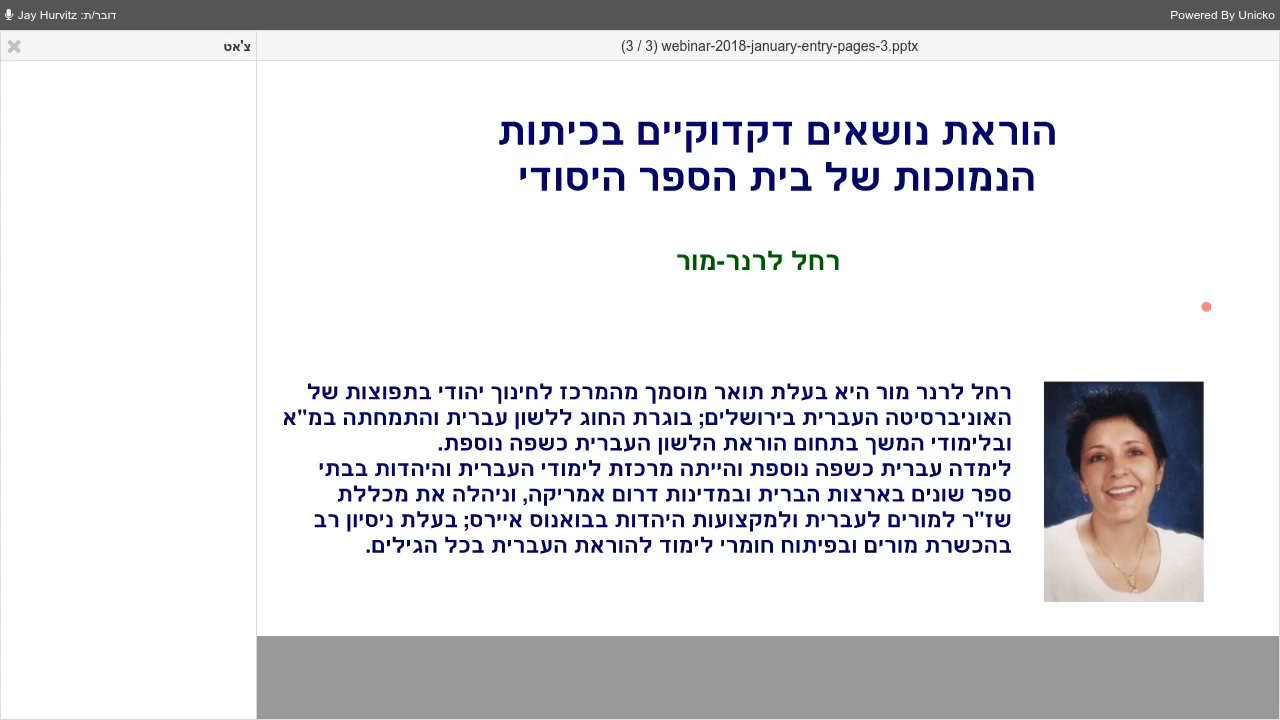 דובר/ת: Jay Hurvitz
Powered By Unicko
צ'אט
(3 / 3) webinar-2018-january-entry-pages-3.pptx
הוראת נושאים דקדוקיים בכיתות
הנמוכות של בית הספר היסודי
רחל לרנר-מור
רחל לרנר מור היא בעלת תואר מוסמך מהמרכז לחינוך יהודי בתפוצות של
האוניברסיטה העברית בירושלים; בוגרת החוג ללשון עברית והתמחתה במ"א
ובלימודי המשך בתחום הוראת הלשון העברית כשפה נוספת.
לימדה עברית כשפה נוספת והייתה מרכזת לימודי העברית והיהדות בבתי
ספר שונים בארצות הברית ובמדינות דרום אמריקה, וניהלה את מכללת
שז"ר למורים לעברית ולמקצועות היהדות בבואנוס איירס; בעלת ניסיון רב
בהכשרת מורים ובפיתוח חומרי לימוד להוראת העברית בכל הגילים.